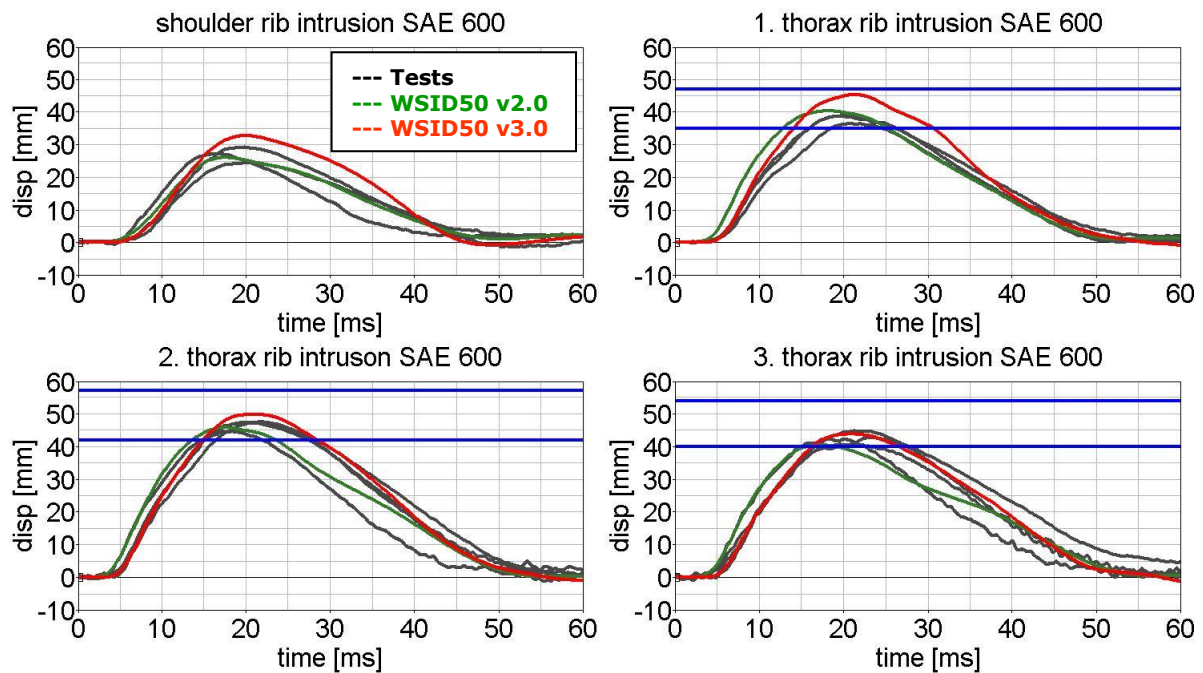 shoulder rib intrusion SAE 600
60
50
40
30
20
10
0
-10
disp [mm]
--- Tests
--- WSID50 v2.0
--- WSID50 v3.0
0 10 20 30 40 50 60
time [ms]
1. thorax rib intrusion SAE 600
60
50
40
30
20
10
0
-10
disp [mm]
0 10 20 30 40 50 60
time [ms]
2. thorax rib intruson SAE 600
60
50
40
30
20
10
0
-10
disp [mm]
0 10 20 30 40 50 60
time [ms]
3. thorax rib intrusion SAE 600
60
50
40
30
20
10
0
-10
disp [mm]
0 10 20 30 40 50 60
time [ms]